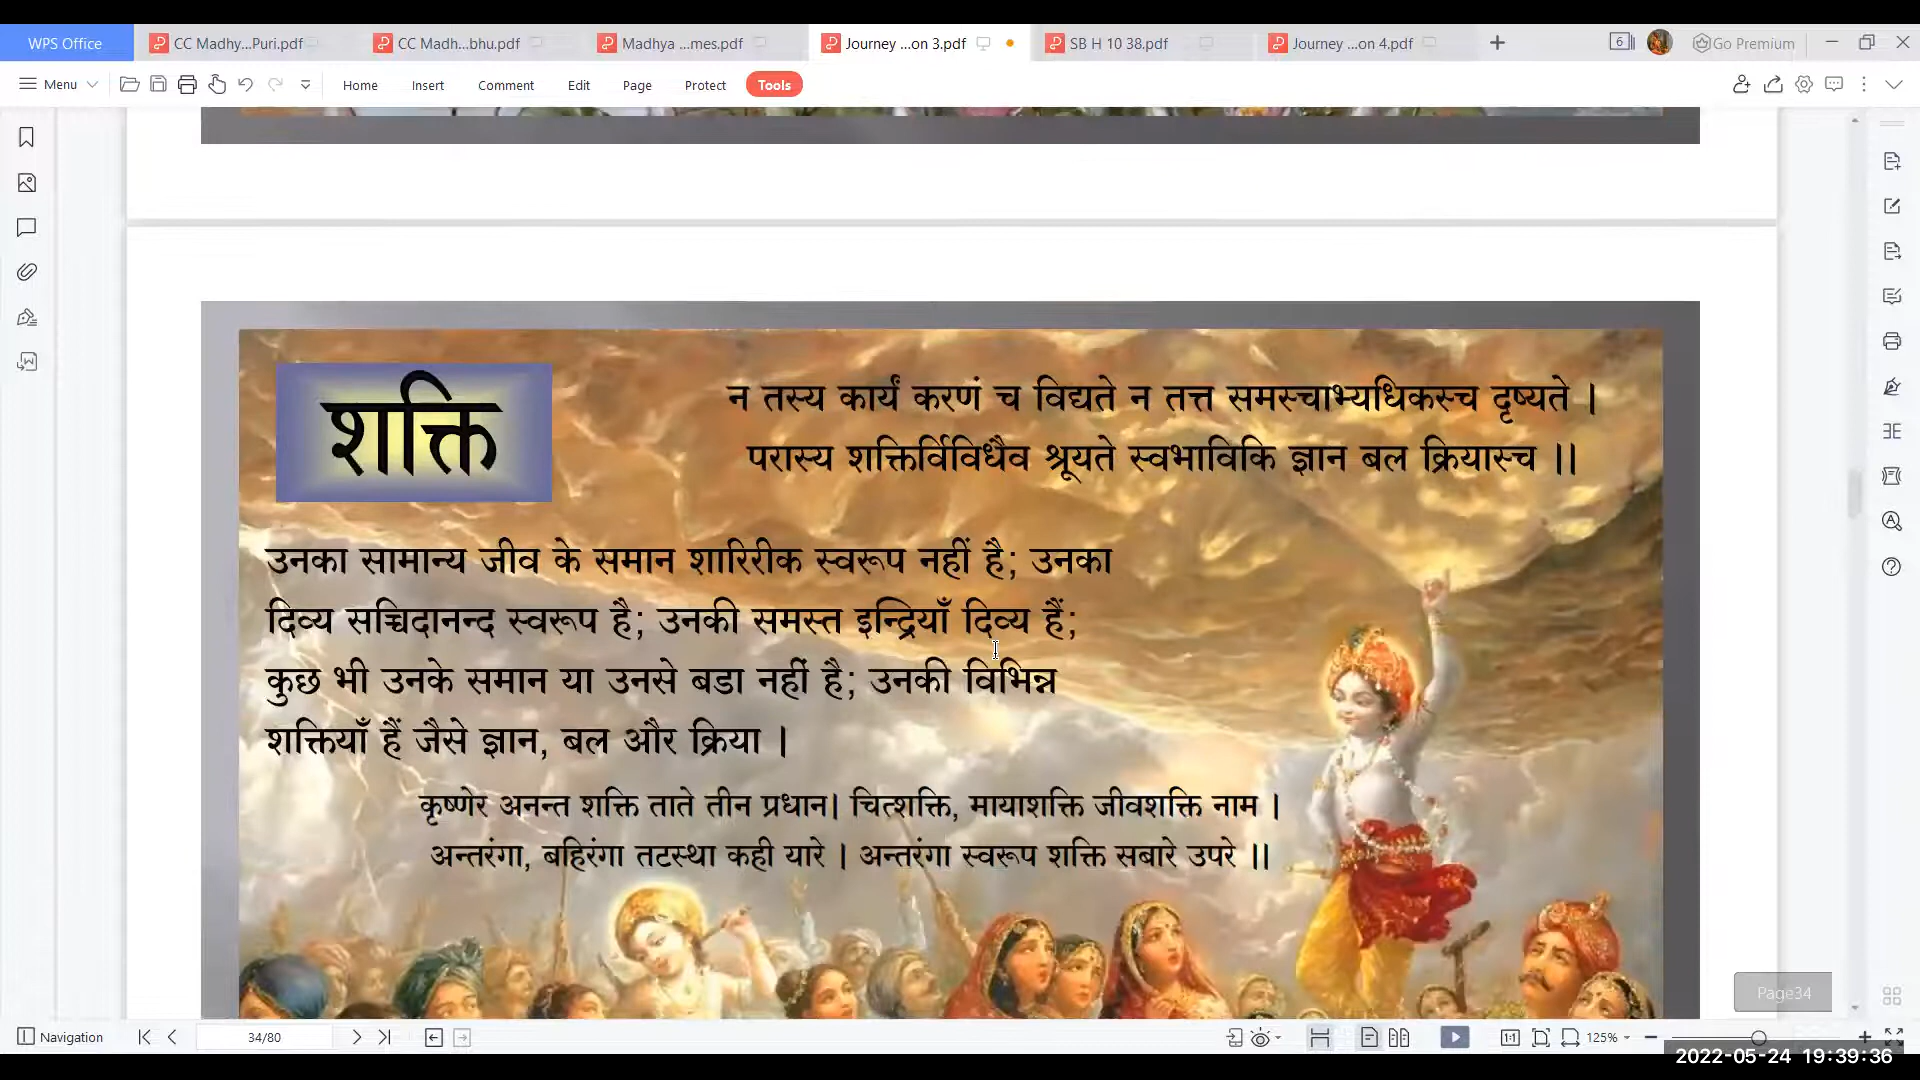 WPS Office
CC Madhy...Puri.pdf
CC Madh...bhu.pdf
Madhya ...mes.pdf
Journey ...on 3.pdf
SB H 10 38.pdf
Journey ...on 4.pdf
6
Go Premium
Menu
Home
Insert
Comment
Edit
Page
Protect
Tools
शक्ति
न तस्य कार्यं करणं च विद्यते न तत्त समस्चाभ्यधिकस्च दृष्यते ।
परास्य शक्तिर्विविधैव श्रूयते स्वभाविकि ज्ञान बल क्रियास्च ।।
उनका सामान्य जीव के समान शारिरीक स्वरूप नहीं है; उनका
दिव्य सच्चिदानन्द स्वरूप है; उनकी समस्त इन्द्रियाँ दिव्य हैं;
कुछ भी उनके समान या उनसे बडा नहीं है; उनकी विभिन्न
शक्तियाँ हैं जैसे ज्ञान, बल और क्रिया ।
कृष्णेर अनन्त शक्ति ताते तीन प्रधान। चित्शक्ति, मायाशक्ति जीवशक्ति नाम ।
अन्तरंगा, बहिरंगा तटस्था कही यारे । अन्तरंगा स्वरूप शक्ति सबारे उपरे ।।
Page34
Navigation
34/80
1:1
125%
2022-05-24 19:39:36